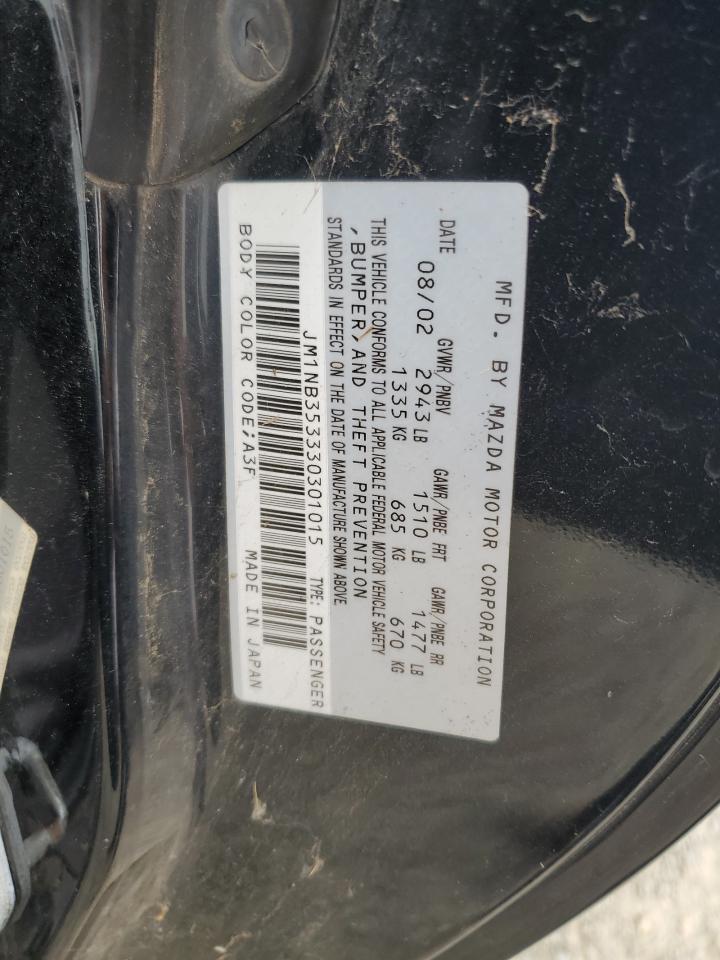 MFD. BY MAZDA MOTOR CORPORATION
DATE GVWR/PNBV GAWR/PNBE FRT GAWR/PNBE RR
08/02 2943 LB 1510 LB 1477 LB
1335 KG 685 KG 670 KG
THIS VEHICLE CONFORMS TO ALL APPLICABLE FEDERAL MOTOR VEHICLE SAFETY
, BUMPER, AND THEFT PREVENTION
STANDARDS IN EFFECT ON THE DATE OF MANUFACTURE SHOWN ABOVE.
JM1NB353330301015 TYPE: PASSENGER
BODY COLOR CODE:A3F MADE IN JAPAN